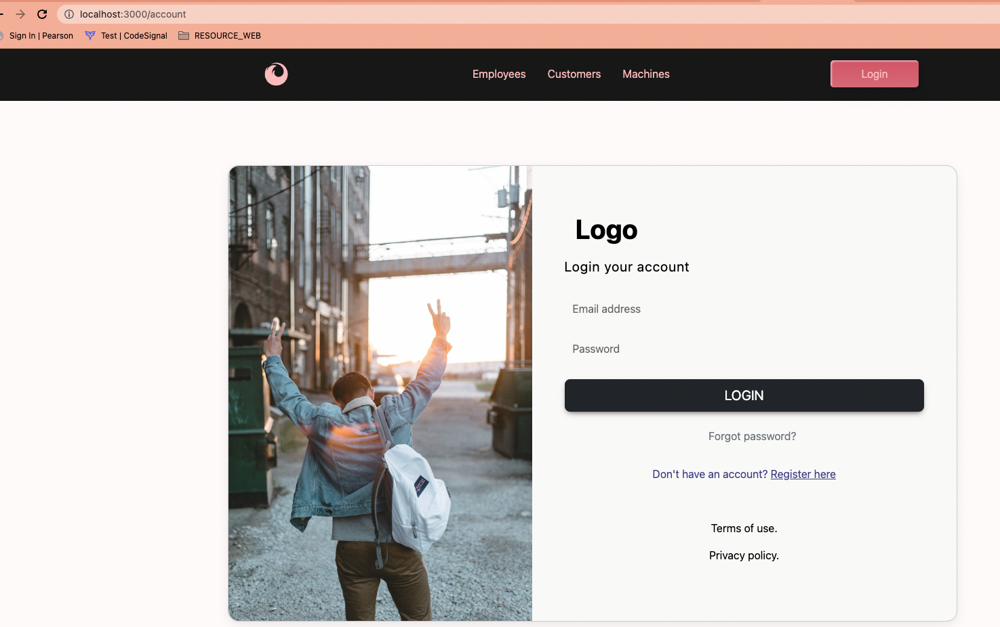 localhost:3000/account
Sign In | Pearson Test | CodeSignal RESOURCE_WEB
Employees Customers Machines Login
Logo
Login your account
Email address
Password
LOGIN
Forgot password?
Don't have an account? Register here
Terms of use.
Privacy policy.